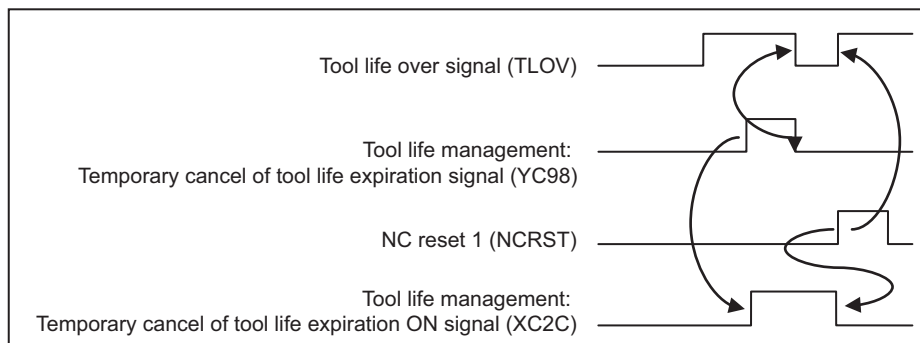 Tool life over signal (TLOV)
Tool life management:
Temporary cancel of tool life expiration signal (YC98)
NC reset 1 (NCRST)
Tool life management:
Temporary cancel of tool life expiration ON signal (XC2C)